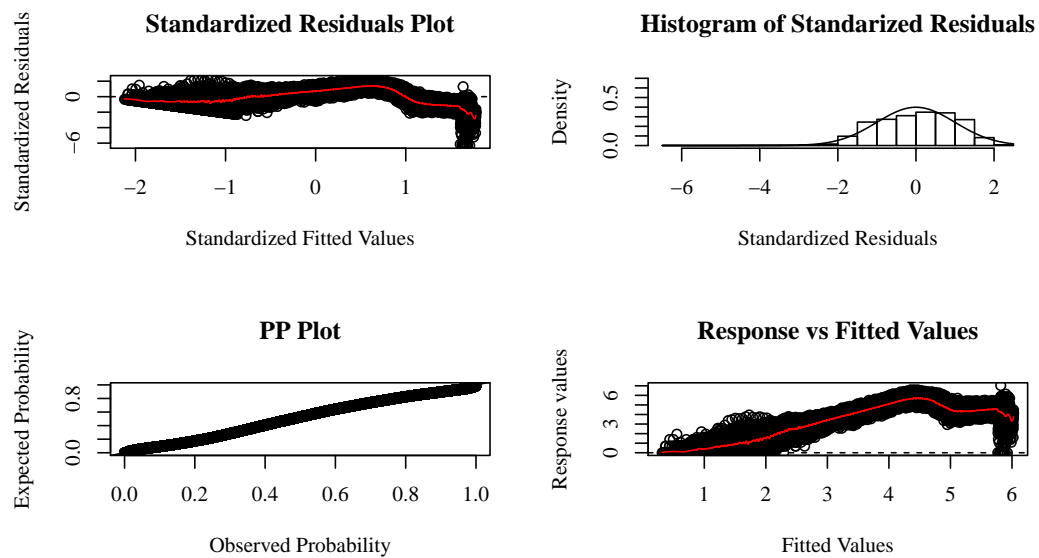 Standardized Residuals Plot
Standardized Residuals
0
−6
−2
−1
0
1
Standardized Fitted Values
Histogram of Standarized Residuals
Density
0.5
0.0
−6
−4
−2
0
2
Standardized Residuals
PP Plot
Expected Probability
0.8
0.0
0.0
0.2
0.4
0.6
0.8
1.0
Observed Probability
Response vs Fitted Values
Response values
6
3
0
1
2
3
4
5
6
Fitted Values